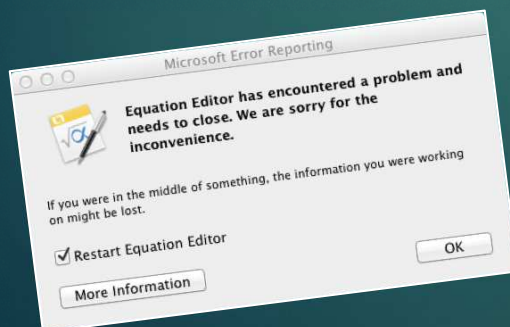 Microsoft Error Reporting
Equation Editor has encountered a problem and
needs to close. We are sorry for the
inconvenience.
If you were in the middle of something, the information you were working
on might be lost.
Restart Equation Editor
More Information
OK